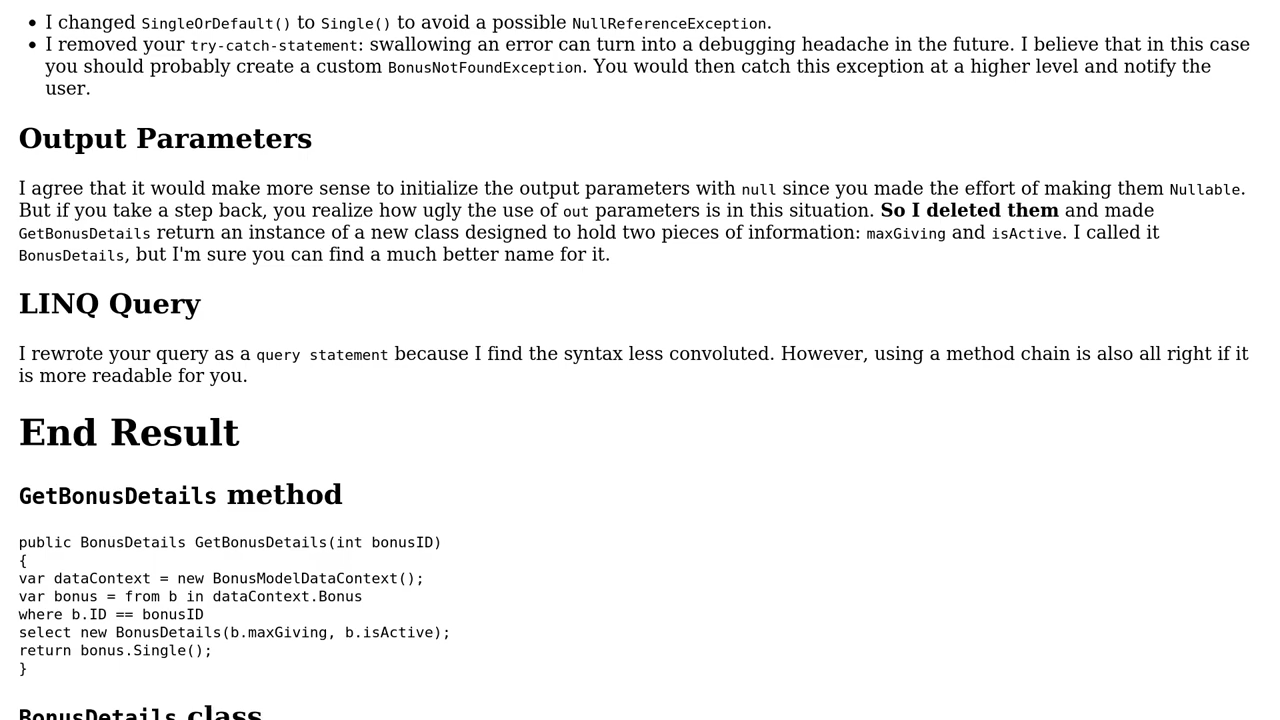 I changed SingleOrDefault() to Single() to avoid a possible NullReferenceException.
I removed your try-catch-statement: swallowing an error can turn into a debugging headache in the future. I believe that in this case
you should probably create a custom BonusNotFoundException. You would then catch this exception at a higher level and notify the
user.
Output Parameters
I agree that it would make more sense to initialize the output parameters with null since you made the effort of making them Nullable.
But if you take a step back, you realize how ugly the use of out parameters is in this situation. So I deleted them and made
GetBonusDetails return an instance of a new class designed to hold two pieces of information: maxGiving and isActive. I called it
BonusDetails, but I'm sure you can find a much better name for it.
LINQ Query
I rewrote your query as a query statement because I find the syntax less convoluted. However, using a method chain is also all right if it
is more readable for you.
End Result
GetBonusDetails method
public BonusDetails GetBonusDetails(int bonusID)
{
var dataContext = new BonusModelDataContext();
var bonus = from b in dataContext.Bonus
where b.ID == bonusID
select new BonusDetails(b.maxGiving, b.isActive);
return bonus.Single();
}
BonusDetails class